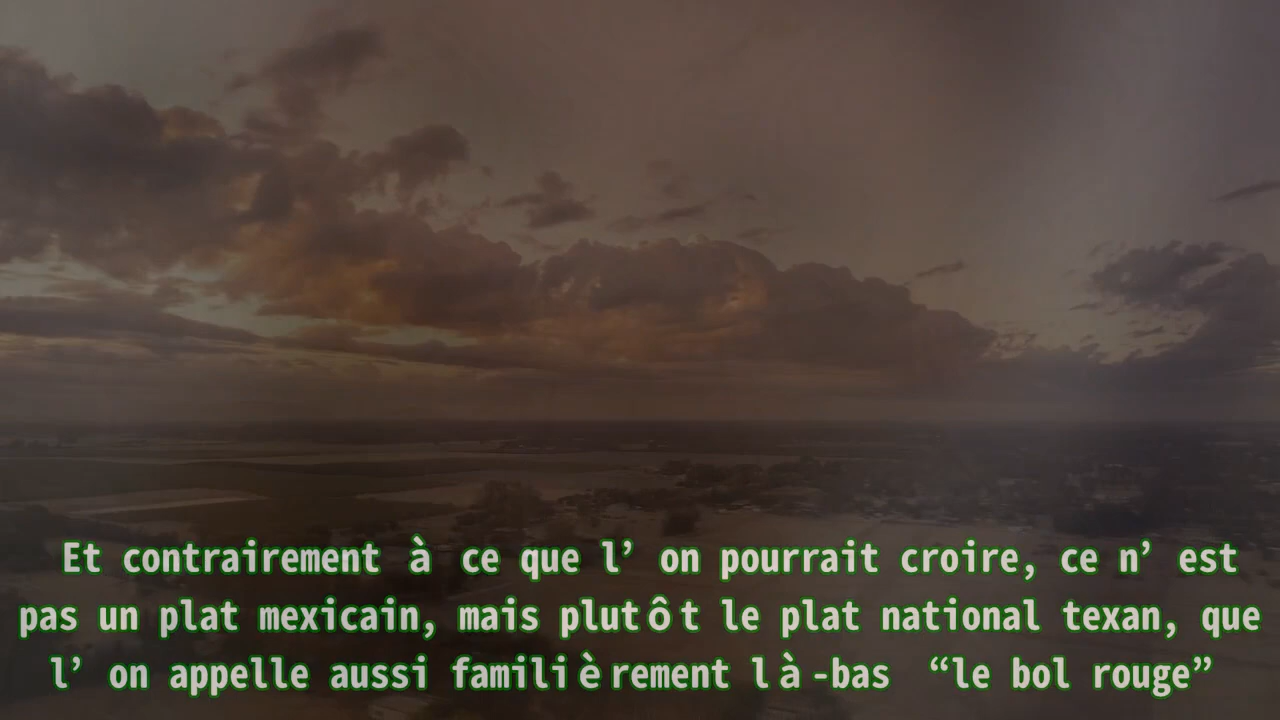 Et contrairement à ce que l’ on pourrait croire, ce n’ est
pas un plat mexicain, mais plutôt le plat national texan, que
l’ on appelle aussi familièrement là-bas “le bol rouge”